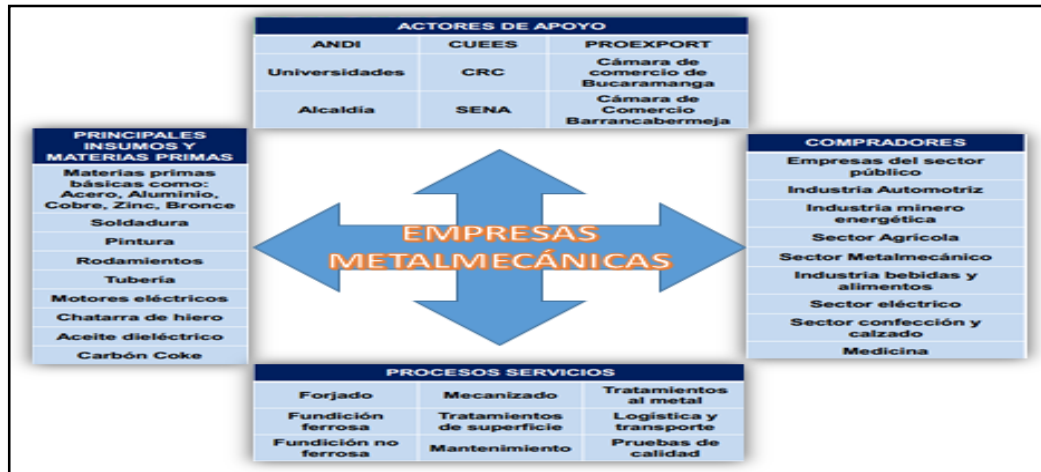 ACTORES DE APOYO
ANDI CUEES PROEXPORT
Universidades CRC Cámara de
comercio de
Bucaramanga
Alcaldía SENA Cámara de
Comercio
Barrancabermeja
PRINCIPALES
INSUMOS Y
MATERIAS PRIMAS
Materias primas
básicas como:
Acero, Aluminio,
Cobre, Zinc, Bronce
Soldadura
Pintura
Rodamientos
Tubería
Motores eléctricos
Chatarra de hiero
Aceite dieléctrico
Carbón Coke
EMPRESAS
METALMECÁNICAS
COMPRADORES
Empresas del sector
público
Industria Automotriz
Industria minero
energética
Sector Agrícola
Sector Metalmecánico
Industria bebidas y
alimentos
Sector eléctrico
Sector confección y
calzado
Medicina
PROCESOS SERVICIOS
Forjado Mecanizado Tratamientos
al metal
Fundición
ferrosa Tratamientos
de superficie Logística y
transporte
Fundición no
ferrosa Mantenimiento Pruebas de
calidad